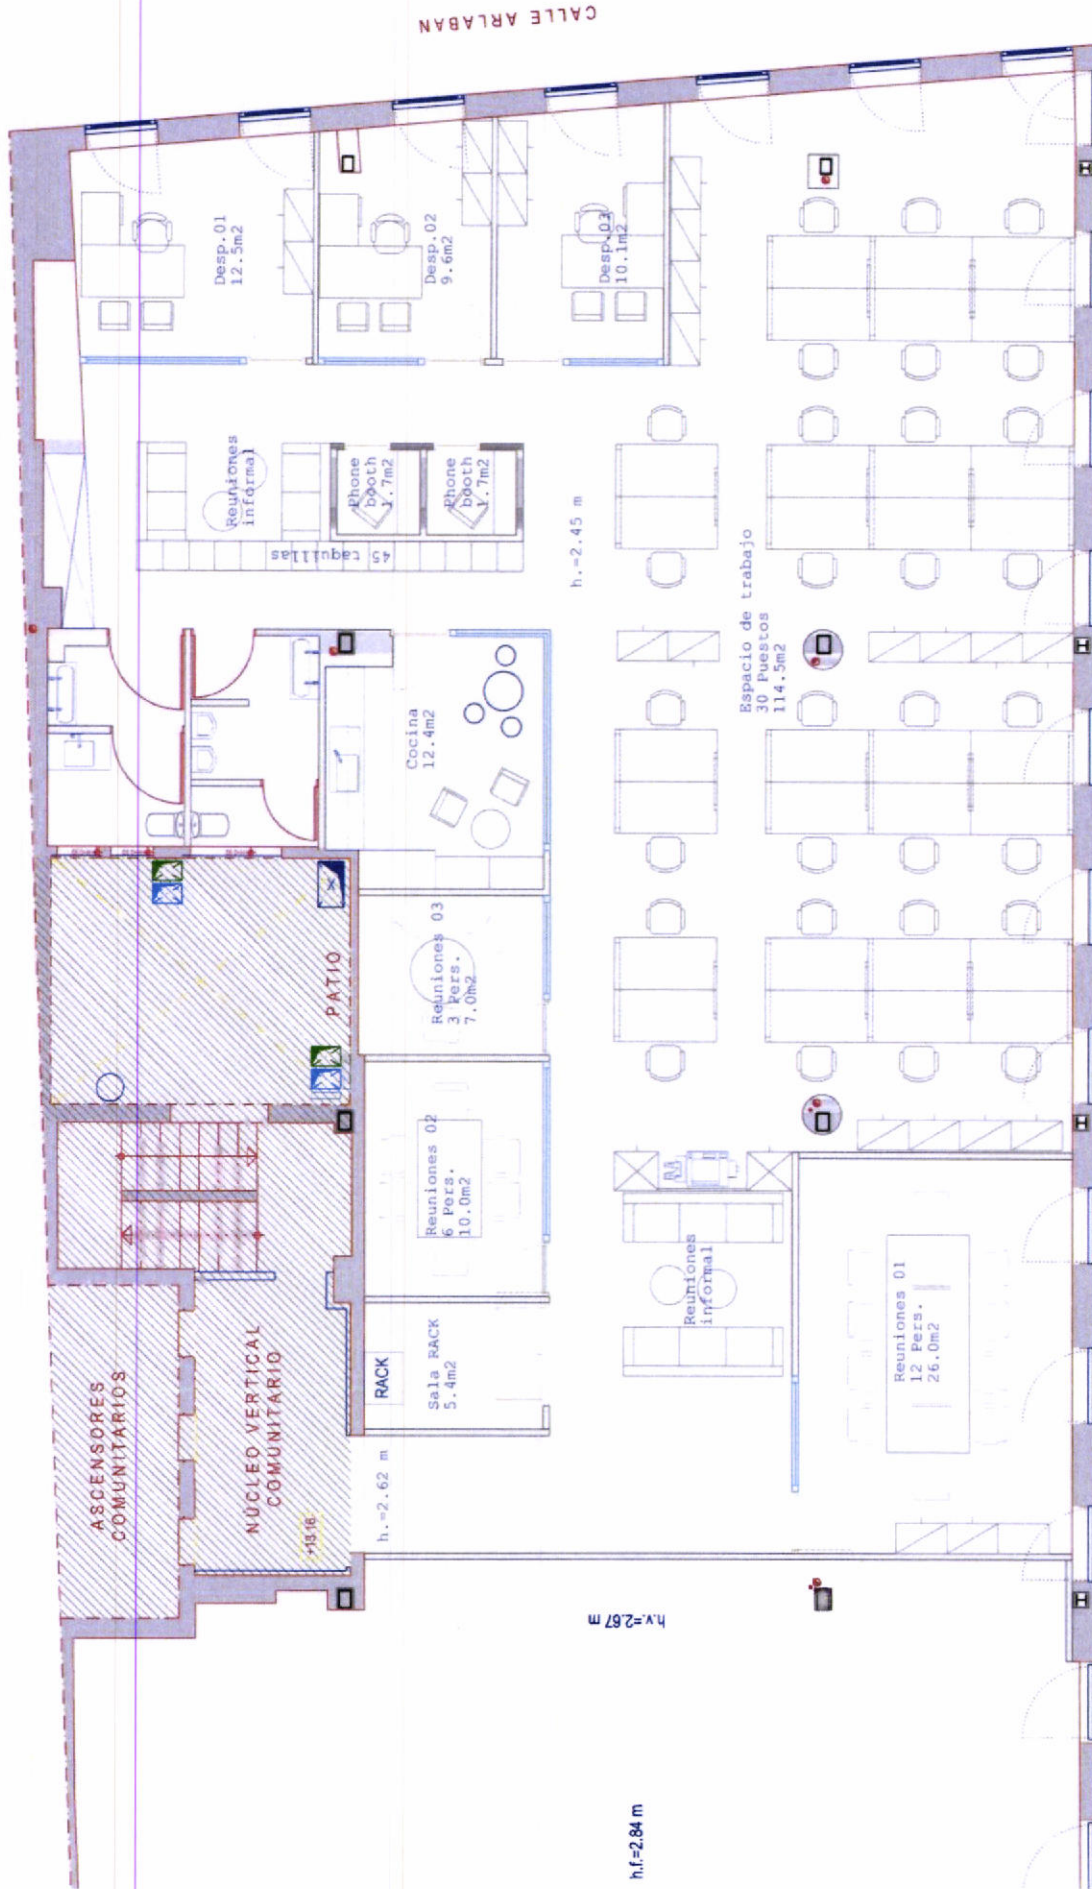 CALLE ARLABAN
Desp.01
12.5m2
Desp.02
9.6m2
Desp.03
10.1m2
Reuniones
informal
Phone
booth
1.7m2
Phone
booth
1.7m2
45 taquillas
h.=2.45 m
Espacio de trabajo
30 Puestos
114.5m2
Cocina
12.4m2
PATIO
Reuniones 03
3 Pers.
7.0m2
Reuniones 02
6 Pers.
10.0m2
Reuniones
informal
Reuniones 01
12 Pers.
26.0m2
RACK
Sala RACK
5.4m2
ASCENSORES
COMUNITARIOS
NÚCLEO VERTICAL
COMUNITARIO
+13.16
h.=2.62 m
h.v.=2.67 m
h.f.=2.84 m